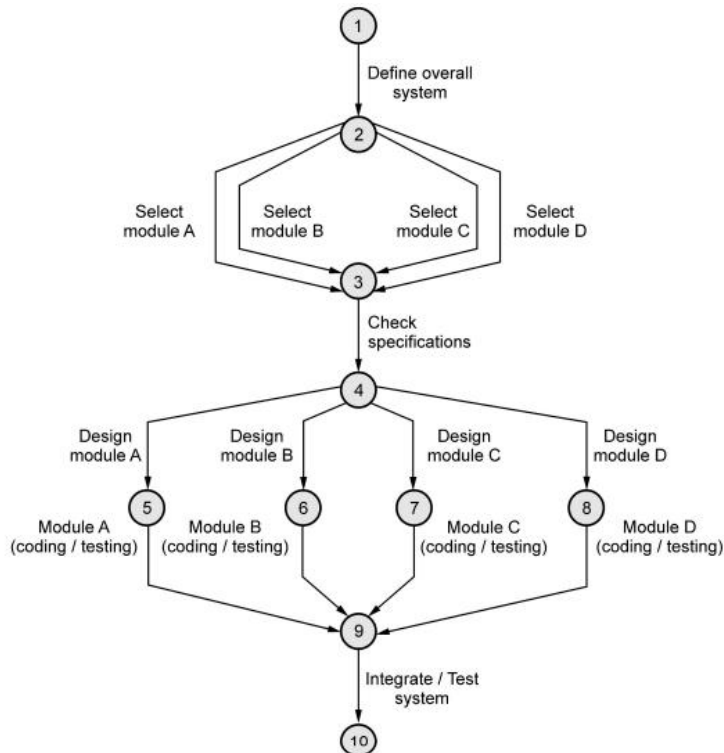 1
Define overall
system
2
Select
module A
Select
module B
Select
module C
Select
module D
3
Check
specifications
4
Design
module A
Design
module B
Design
module C
Design
module D
5
6
7
8
Module A
(coding / testing)
Module B
(coding / testing)
Module C
(coding / testing)
Module D
(coding / testing)
9
Integrate / Test
system
10